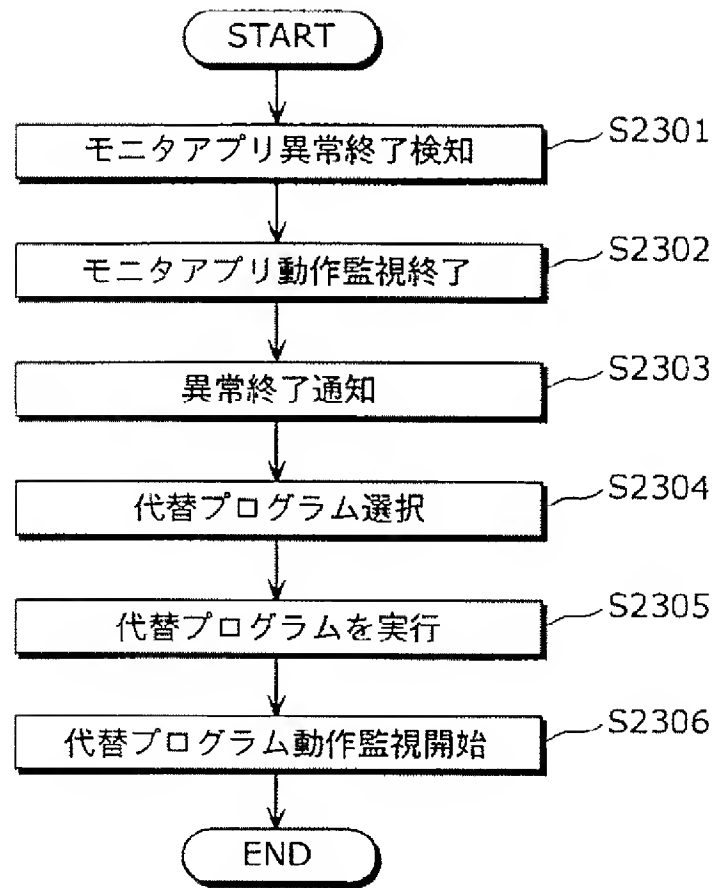 START
モニタアプリ異常終了検知
S2301
モニタアプリ動作監視終了
S2302
異常終了通知
S2303
代替プログラム選択
S2304
代替プログラムを実行
S2305
代替プログラム動作監視開始
S2306
END